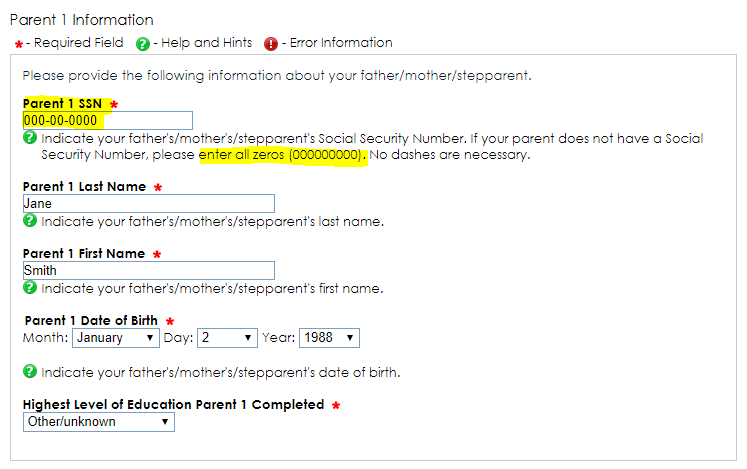 Parent 1 Information
* - Required Field ? - Help and Hints ! - Error Information
Please provide the following information about your father/mother/stepparent.
Parent 1 SSN *
000-00-0000
? Indicate your father's/mother's/stepparent's Social Security Number. If your parent does not have a Social
Security Number, please enter all zeros (000000000). No dashes are necessary.
Parent 1 Last Name *
Jane
? Indicate your father's/mother's/stepparent's last name.
Parent 1 First Name *
Smith
? Indicate your father's/mother's/stepparent's first name.
Parent 1 Date of Birth *
Month: January Day: 2 Year: 1988
? Indicate your father's/mother's/stepparent's date of birth.
Highest Level of Education Parent 1 Completed *
Other/unknown